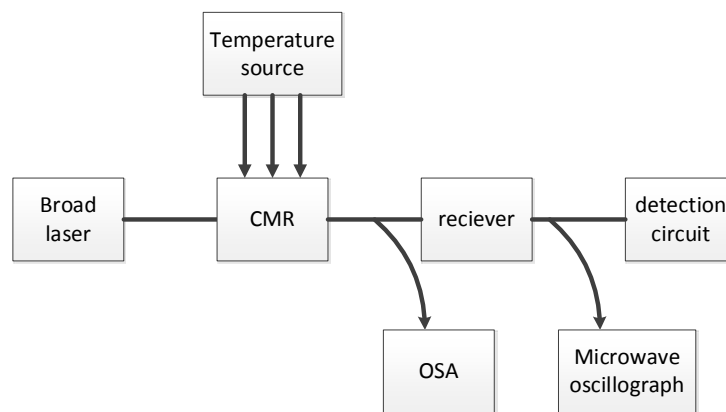 Temperature
source
Broad
laser
CMR
reciever
detection
circuit
OSA
Microwave
oscillograph